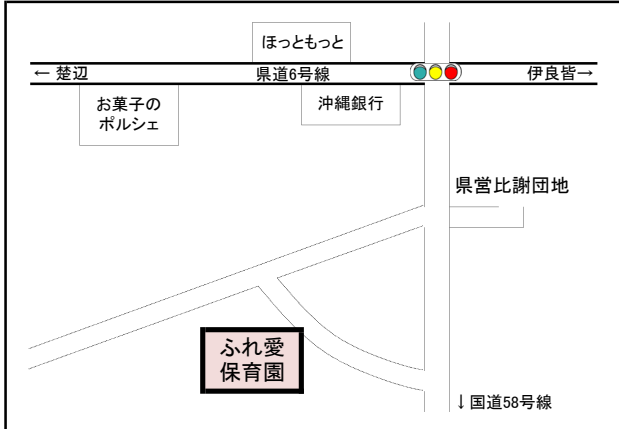 ほっともっと
← 楚辺
県道6号線
伊良皆→
お菓子の
ポルシェ
沖縄銀行
県営比謝団地
ふれ愛
保育園
↓国道58号線